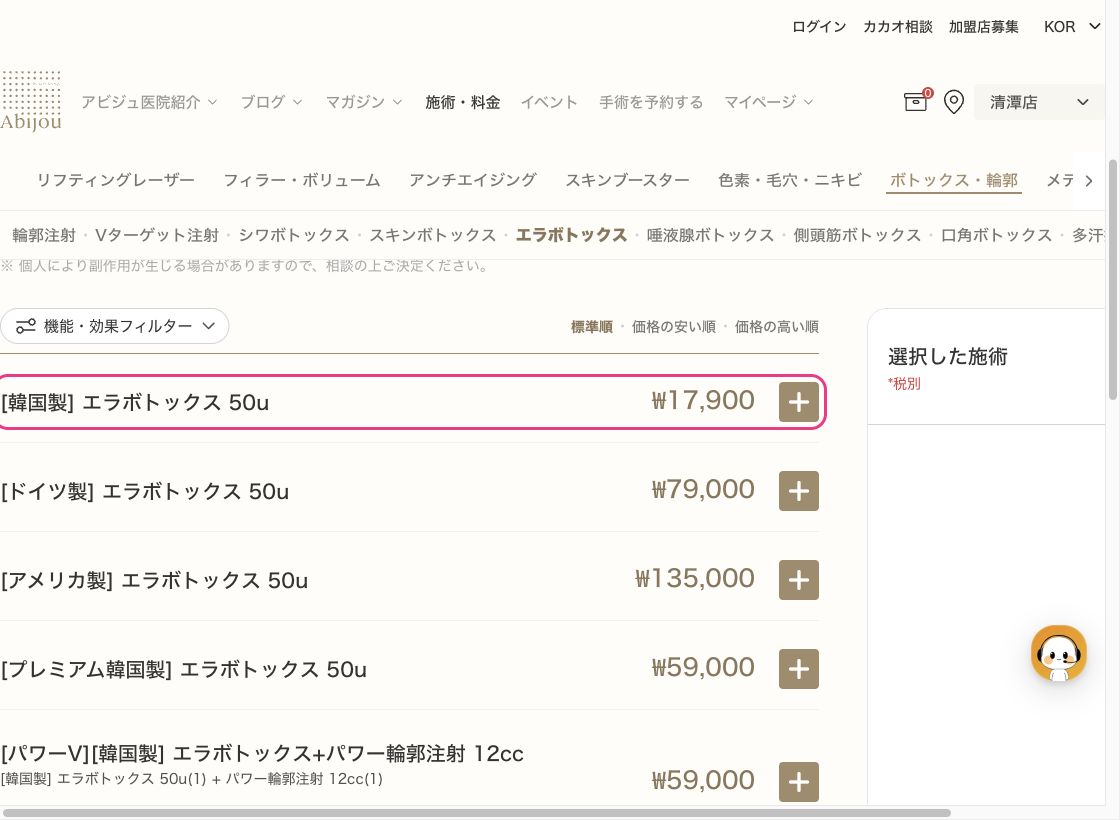 ログイン カカオ相談 加盟店募集 KOR
Abijou
アビジュ医院紹介 ブログ マガジン 施術・料金 イベント 手術を予約する マイページ 0 清潭店
リフティングレーザー フィラー・ボリューム アンチエイジング スキンブースター 色素・毛穴・ニキビ ボトックス・輪郭 メテ
輪郭注射 · Vターゲット注射 · シワボトックス · スキンボトックス · エラボトックス · 唾液腺ボトックス · 側頭筋ボトックス · 口角ボトックス · 多汗
※ 個人により副作用が生じる場合がありますので、相談の上ご決定ください。
機能・効果フィルター 標準順 · 価格の安い順 · 価格の高い順
選択した施術
*税別
[韓国製] エラボトックス 50u ₩17,900
[ドイツ製] エラボトックス 50u ₩79,000
[アメリカ製] エラボトックス 50u ₩135,000
[プレミアム韓国製] エラボトックス 50u ₩59,000
[パワーV][韓国製] エラボトックス+パワー輪郭注射 12cc
[韓国製] エラボトックス 50u(1) + パワー輪郭注射 12cc(1)
₩59,000